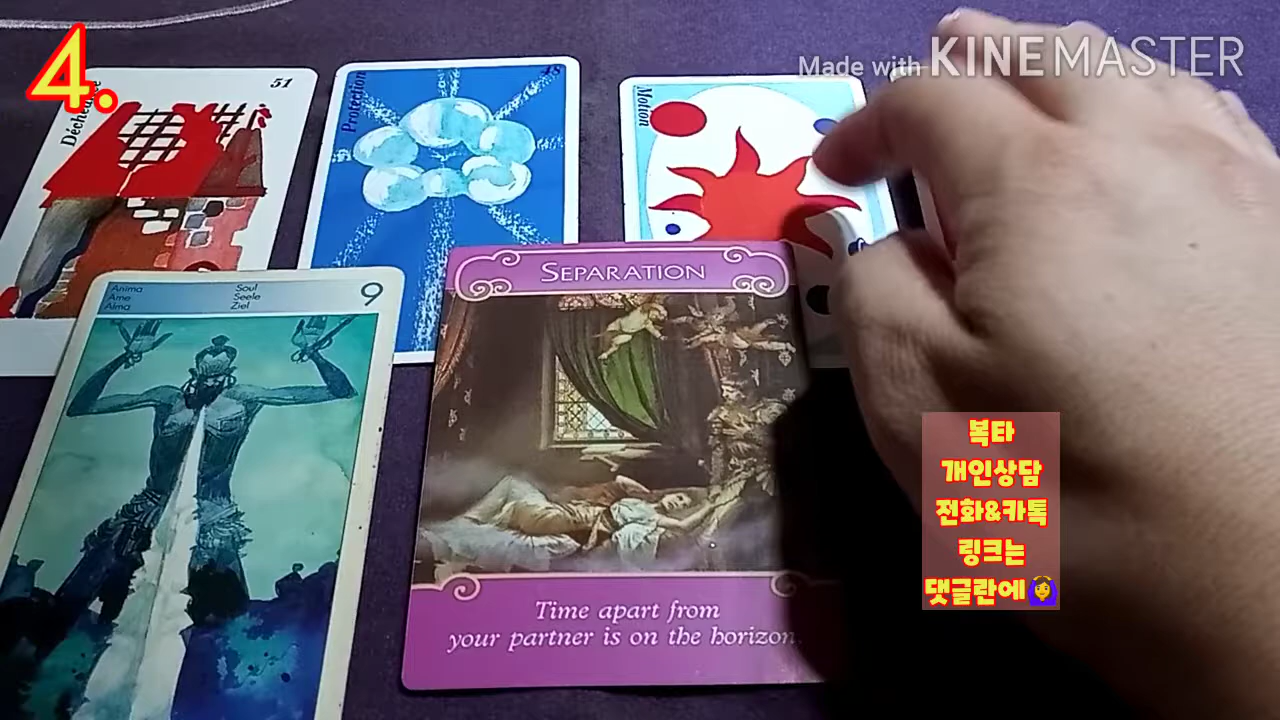 4.
Made with KINEMASTER
Déchéance
51
Protection
Motion
SEPARATION
Anima
Ame
Alma
Soul
Seele
Ziel
9
Time apart from
your partner is on the horizon.
복타
개인상담
전화&카톡
링크는
댓글란에🙆‍♀️